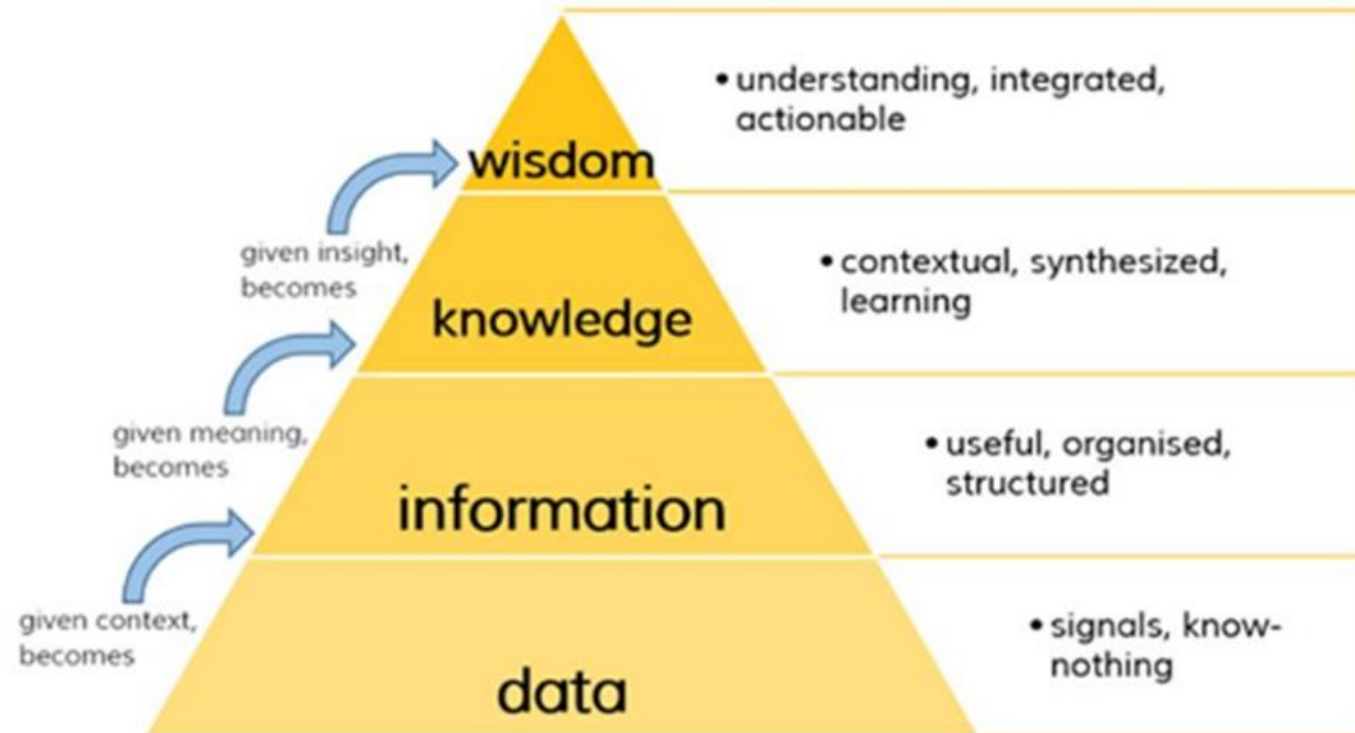 • understanding, integrated,
actionable
wisdom
given insight,
becomes
• contextual, synthesized,
learning
knowledge
given meaning,
becomes
• useful, organised,
structured
information
given context,
becomes
• signals, know-
nothing
data